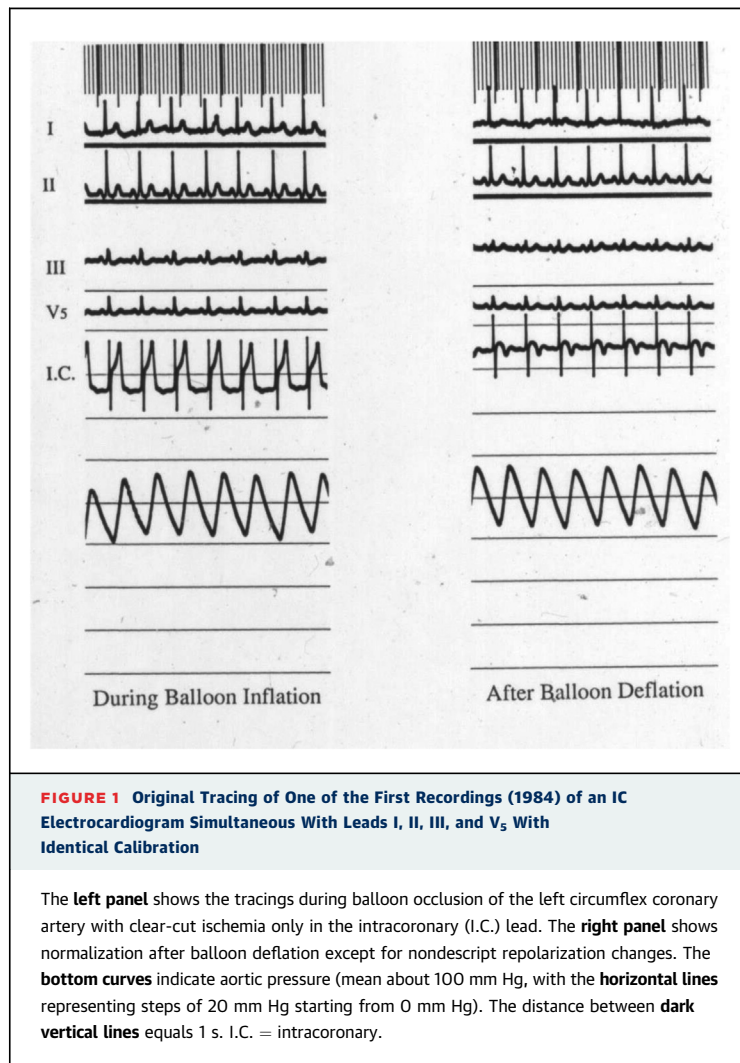 I
II
III
V5
I.C.
During Balloon Inflation
After Balloon Deflation
FIGURE 1 Original Tracing of One of the First Recordings (1984) of an IC
Electrocardiogram Simultaneous With Leads I, II, III, and V5 With
Identical Calibration
The left panel shows the tracings during balloon occlusion of the left circumflex coronary
artery with clear-cut ischemia only in the intracoronary (I.C.) lead. The right panel shows
normalization after balloon deflation except for nondescript repolarization changes. The
bottom curves indicate aortic pressure (mean about 100 mm Hg, with the horizontal lines
representing steps of 20 mm Hg starting from 0 mm Hg). The distance between dark
vertical lines equals 1 s. I.C. = intracoronary.